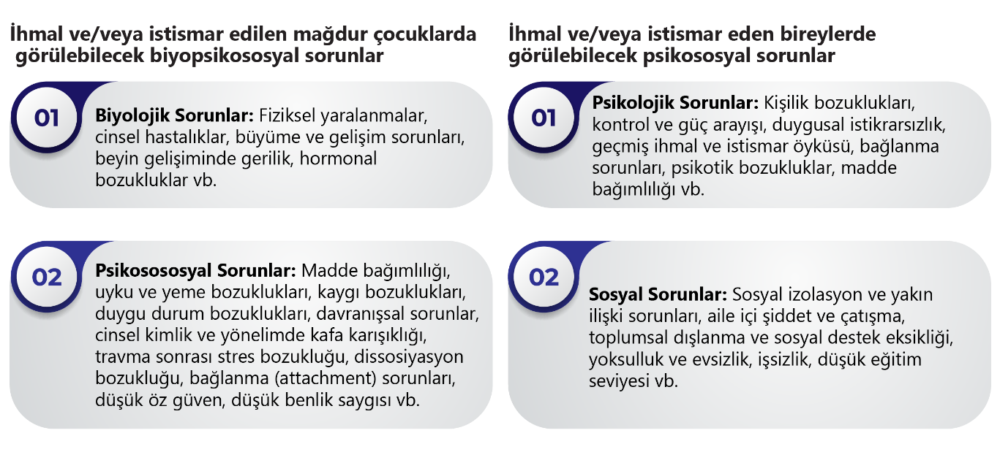 İhmal ve/veya istismar edilen mağdur çocuklarda
görülebilecek biyopsikososyal sorunlar
01
Biyolojik Sorunlar: Fiziksel yaralanmalar,
cinsel hastalıklar, büyüme ve gelişim sorunları,
beyin gelişiminde gerilik, hormonal
bozukluklar vb.
02
Psikosososyal Sorunlar: Madde bağımlılığı,
uyku ve yeme bozuklukları, kaygı bozuklukları,
duygu durum bozuklukları, davranışsal sorunlar,
cinsel kimlik ve yönelimde kafa karışıklığı,
travma sonrası stres bozukluğu, dissosiyasyon
bozukluğu, bağlanma (attachment) sorunları,
düşük öz güven, düşük benlik saygısı vb.
İhmal ve/veya istismar eden bireylerde
görülebilecek psikososyal sorunlar
01
Psikolojik Sorunlar: Kişilik bozuklukları,
kontrol ve güç arayışı, duygusal istikrarsızlık,
geçmiş ihmal ve istismar öyküsü, bağlanma
sorunları, psikotik bozukluklar, madde
bağımlılığı vb.
02
Sosyal Sorunlar: Sosyal izolasyon ve yakın
ilişki sorunları, aile içi şiddet ve çatışma,
toplumsal dışlanma ve sosyal destek eksikliği,
yoksulluk ve evsizlik, işsizlik, düşük eğitim
seviyesi vb.